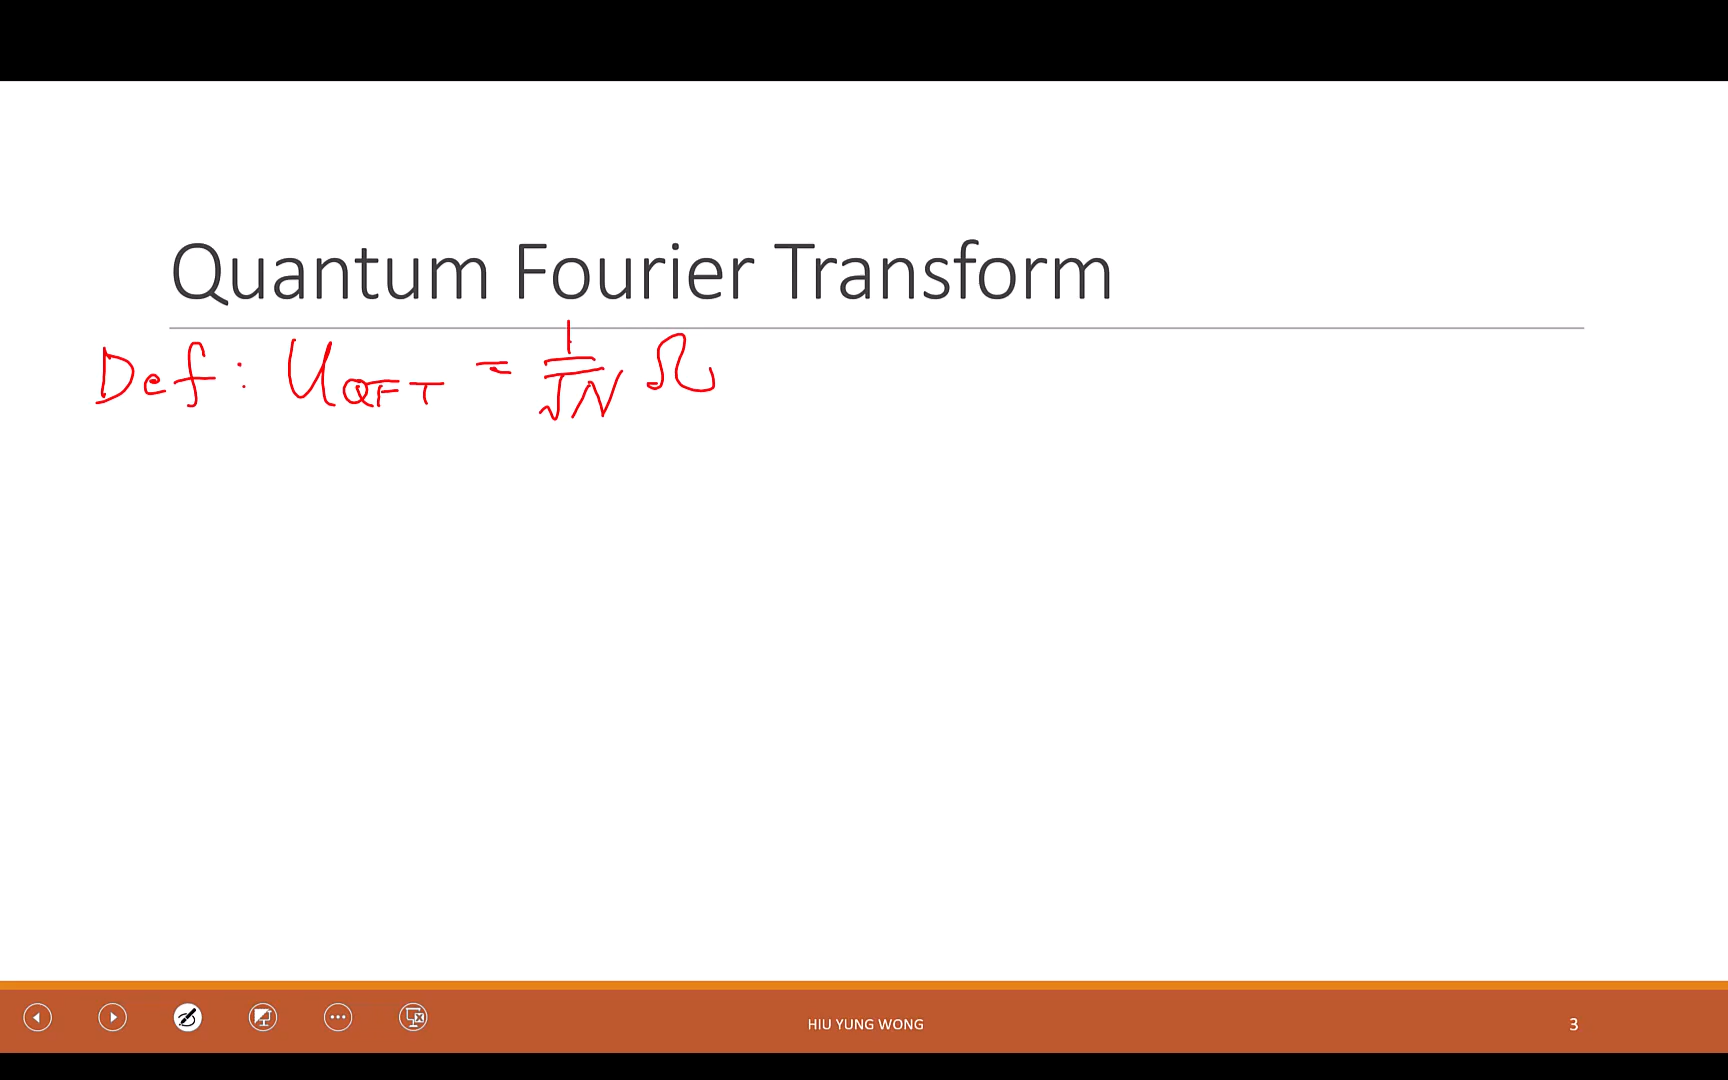 Quantum Fourier Transform
Def: U_QFT = 1/√N Ω
HIU YUNG WONG
3